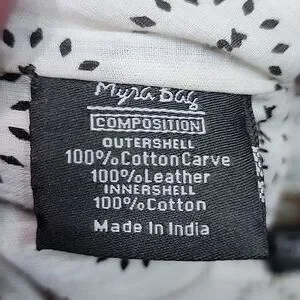 Myra Bag
COMPOSITION
OUTERSHELL
100%CottonCarve
100%Leather
INNERSHELL
100%Cotton
Made In India